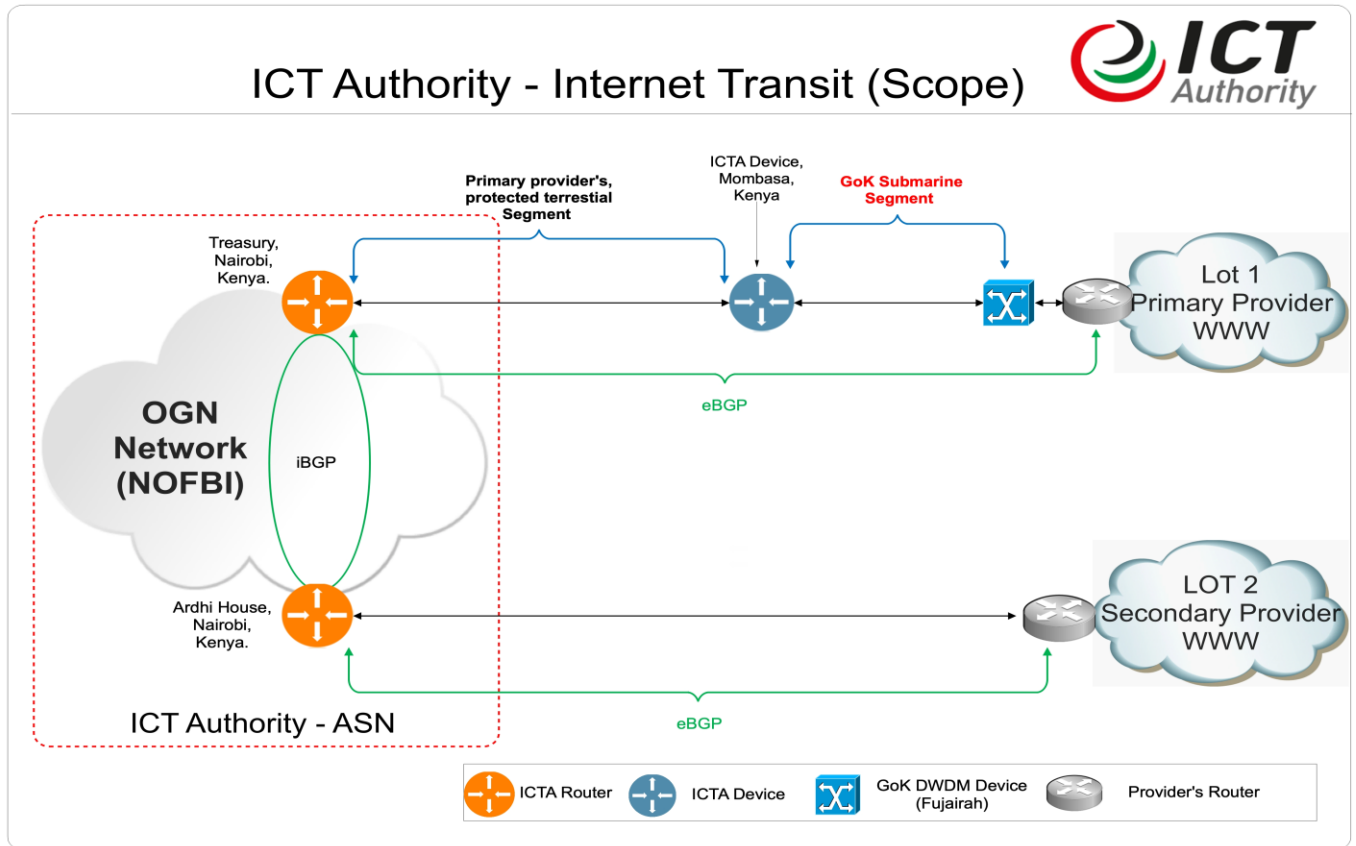 ICT Authority - Internet Transit (Scope)
ICT
Authority
Primary provider's,
protected terrestial
Segment
ICTA Device,
Mombasa,
Kenya
GoK Submarine
Segment
Treasury,
Nairobi,
Kenya.
Lot 1
Primary Provider
WWW
eBGP
OGN
Network
(NOFBI)
iBGP
Ardhi House,
Nairobi,
Kenya.
LOT 2
Secondary Provider
WWW
eBGP
ICT Authority - ASN
ICTA Router
ICTA Device
GoK DWDM Device
(Fujairah)
Provider's Router